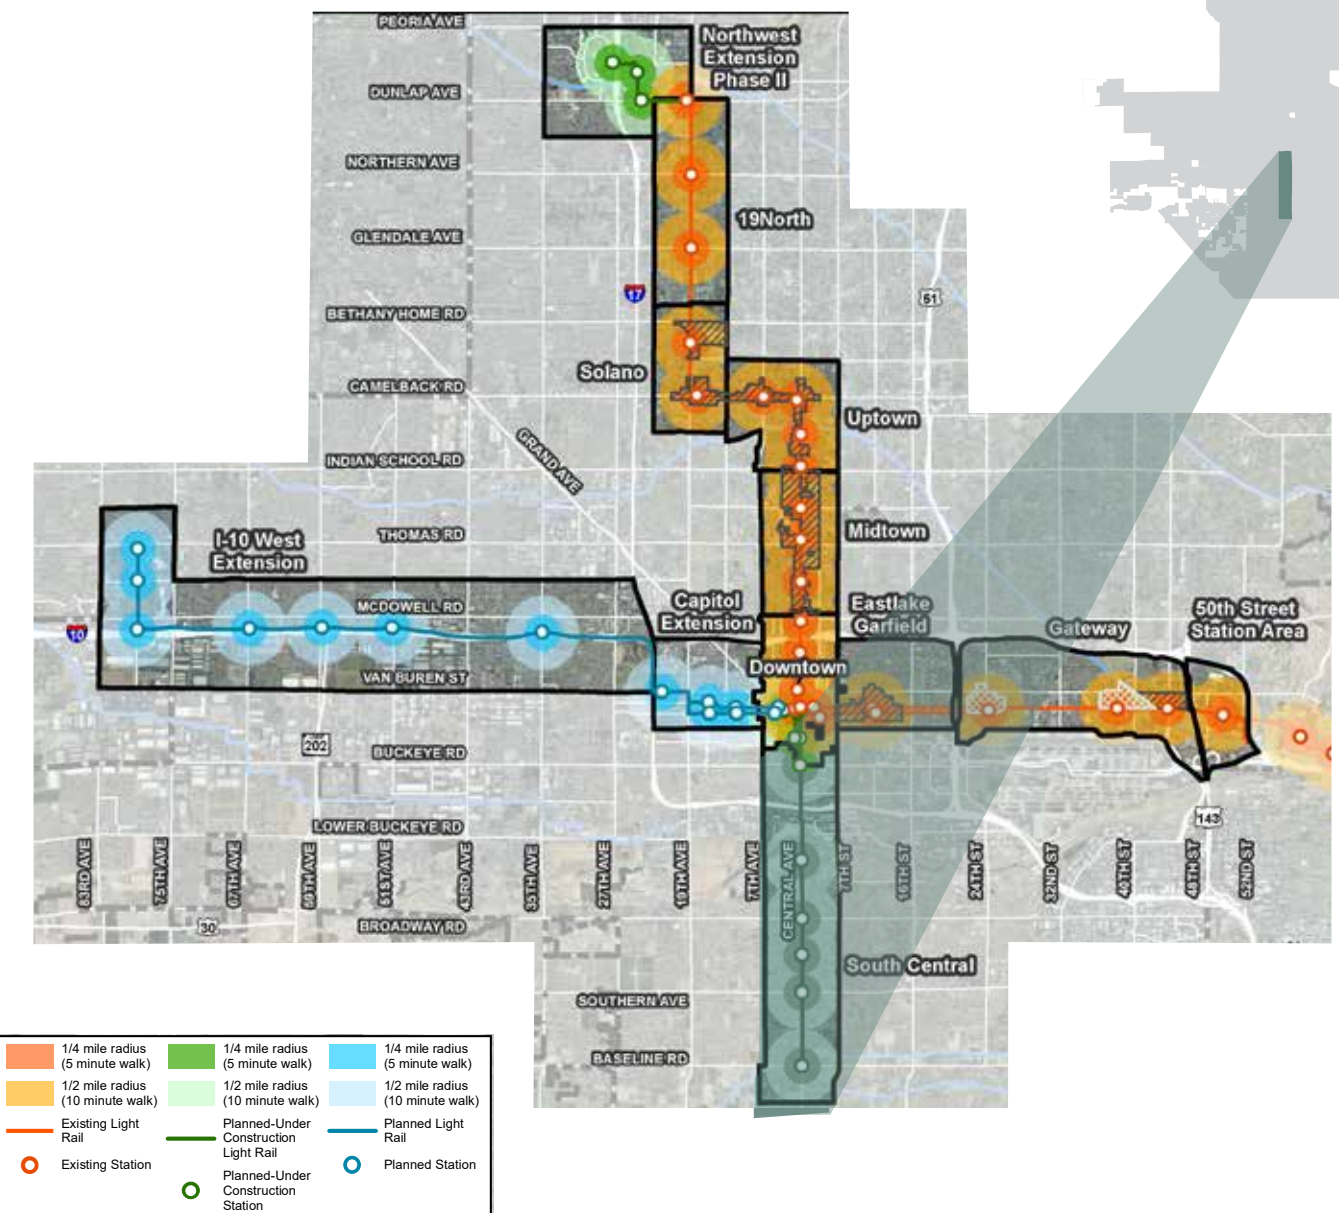 PEORIA AVE
Northwest
Extension
Phase II
DUNLAP AVE
NORTHERN AVE
19North
GLENDALE AVE
17
51
BETHANY HOME RD
Solano
CAMELBACK RD
Uptown
GRAND AVE
INDIAN SCHOOL RD
Midtown
THOMAS RD
I-10 West
Extension
Capitol
Extension
Eastlake
Garfield
Gateway
50th Street
Station Area
MCDOWELL RD
10
Downtown
VAN BUREN ST
202
BUCKEYE RD
LOWER BUCKEYE RD
143
83RD AVE
75TH AVE
67TH AVE
59TH AVE
51ST AVE
43RD AVE
35TH AVE
27TH AVE
19TH AVE
7TH AVE
CENTRAL AVE
7TH ST
16TH ST
24TH ST
32ND ST
40TH ST
48TH ST
52ND ST
30
BROADWAY RD
South Central
SOUTHERN AVE
BASELINE RD
1/4 mile radius
(5 minute walk)
1/4 mile radius
(5 minute walk)
1/4 mile radius
(5 minute walk)
1/2 mile radius
(10 minute walk)
1/2 mile radius
(10 minute walk)
1/2 mile radius
(10 minute walk)
Existing Light
Rail
Planned-Under
Construction
Light Rail
Planned Light
Rail
Existing Station
Planned-Under
Construction
Station
Planned Station